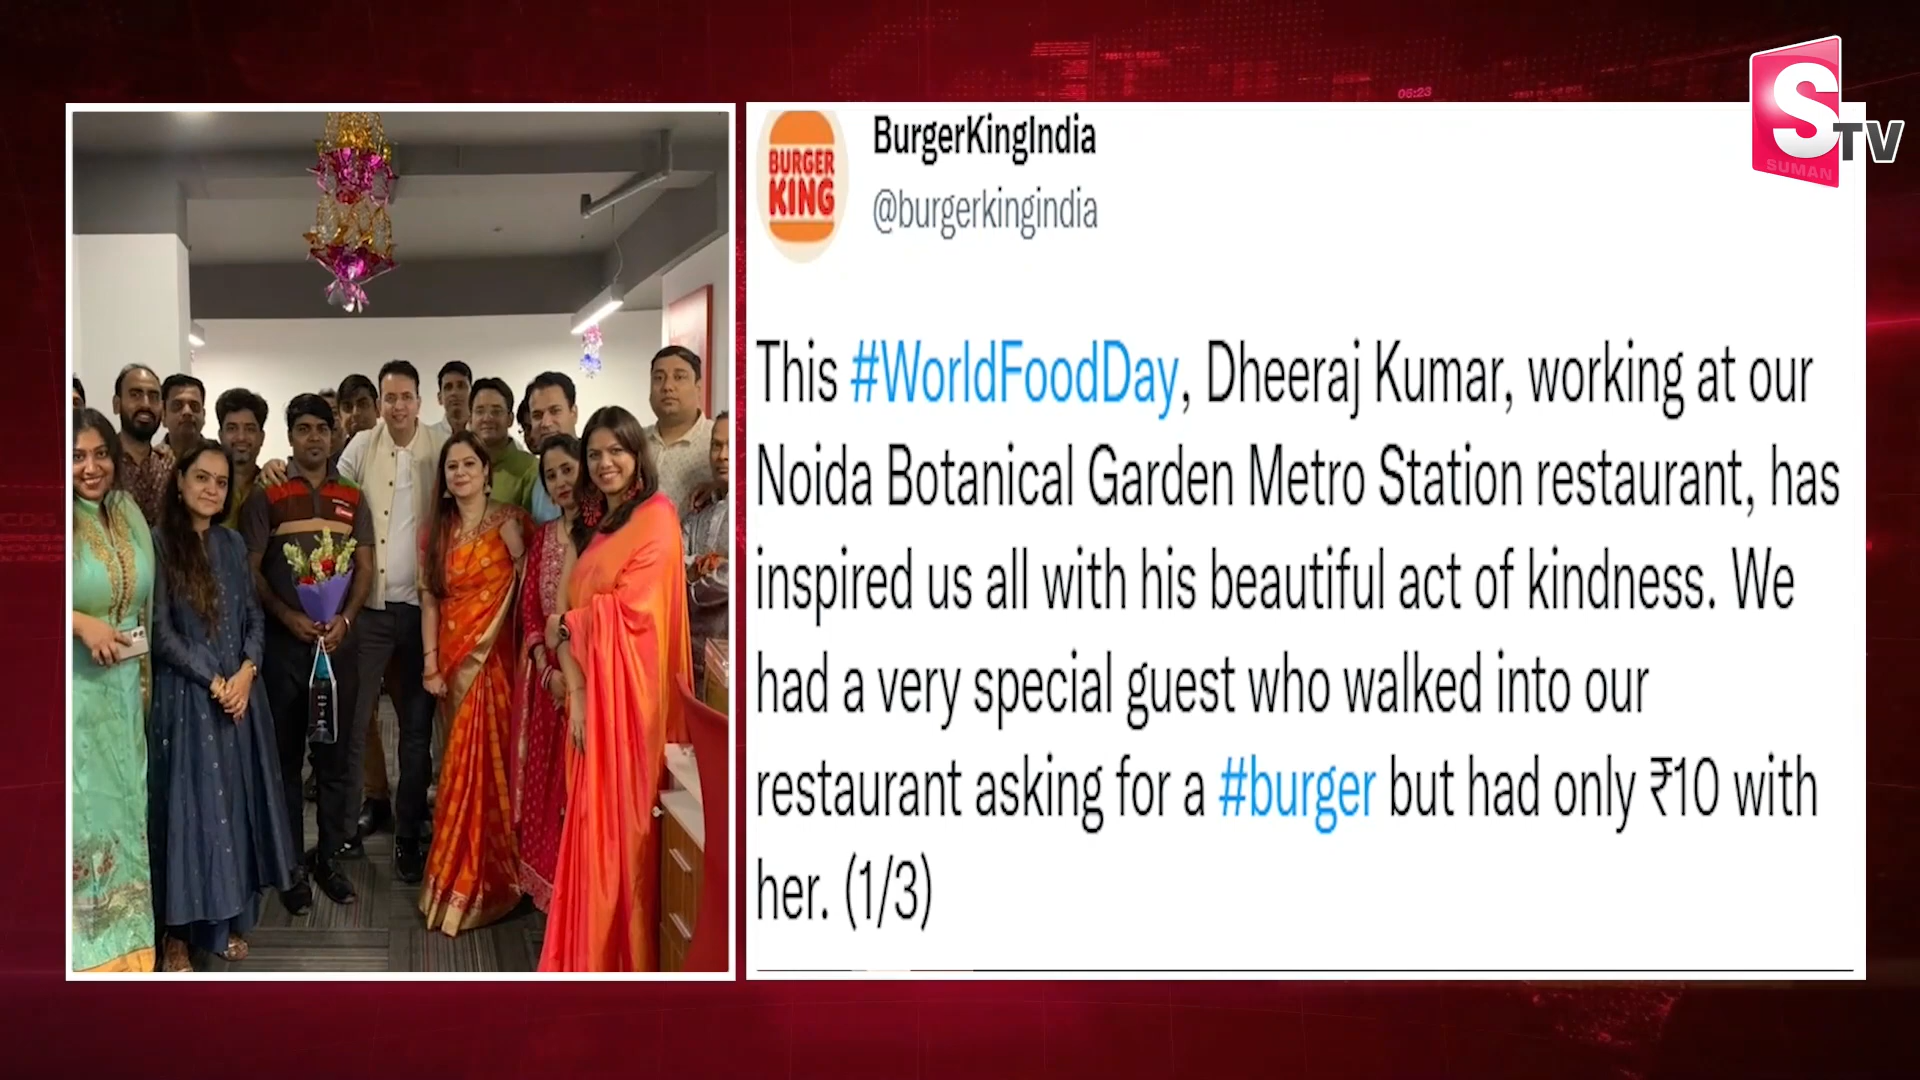 06:23
S
TV
SUMAN
BURGER
KING
BurgerKingIndia
@burgerkingindia
This #WorldFoodDay, Dheeraj Kumar, working at our
Noida Botanical Garden Metro Station restaurant, has
inspired us all with his beautiful act of kindness. We
had a very special guest who walked into our
restaurant asking for a #burger but had only ₹10 with
her. (1/3)